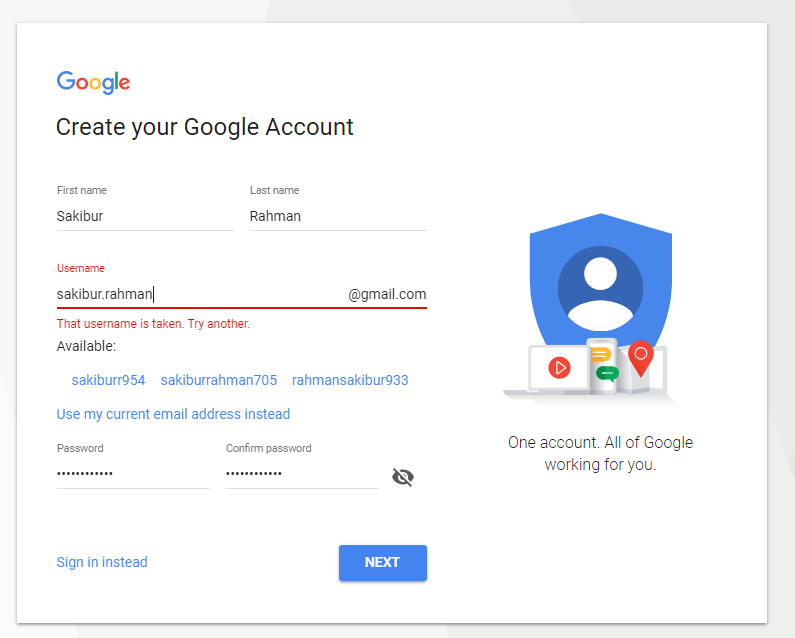 Google
Create your Google Account
First name Last name
Sakibur Rahman
Username
sakibur.rahman @gmail.com
That username is taken. Try another.
Available:
sakiburr954 sakiburrahman705 rahmansakibur933
Use my current email address instead
Password Confirm password
•••••••••••• ••••••••••••
One account. All of Google
working for you.
Sign in instead NEXT